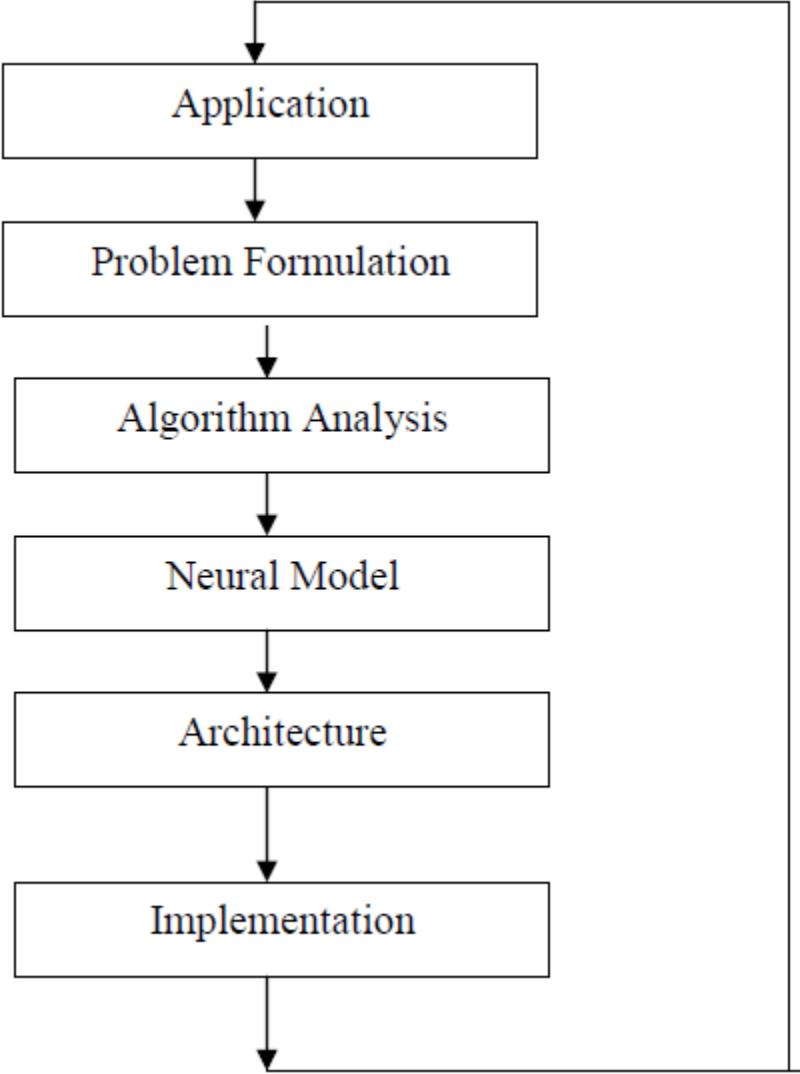 Application
Problem Formulation
Algorithm Analysis
Neural Model
Architecture
Implementation